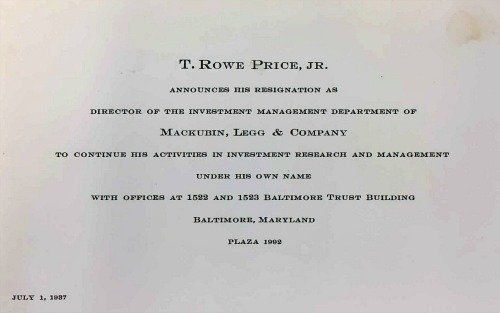 T. ROWE PRICE, JR.
ANNOUNCES HIS RESIGNATION AS
DIRECTOR OF THE INVESTMENT MANAGEMENT DEPARTMENT OF
MACKUBIN, LEGG & COMPANY
TO CONTINUE HIS ACTIVITIES IN INVESTMENT RESEARCH AND MANAGEMENT
UNDER HIS OWN NAME
WITH OFFICES AT 1522 AND 1523 BALTIMORE TRUST BUILDING
BALTIMORE, MARYLAND
PLAZA 1992
JULY 1, 1937